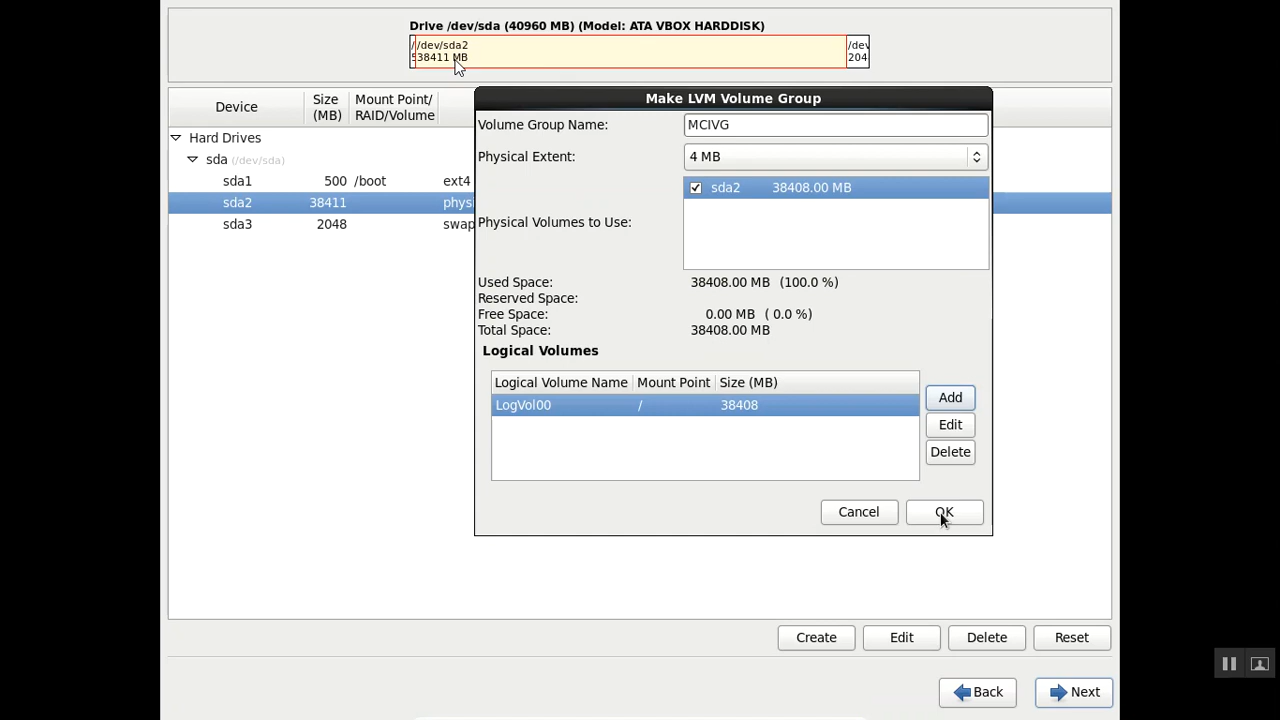 Drive /dev/sda (40960 MB) (Model: ATA VBOX HARDDISK)
/dev/sda2
38411 MB
/dev
204
Device
Size (MB)
Mount Point/ RAID/Volume
Hard Drives
sda (/dev/sda)
sda1 500 /boot ext4
sda2 38411 phys
sda3 2048 swap
Make LVM Volume Group
Volume Group Name: MCIVG
Physical Extent: 4 MB
Physical Volumes to Use:
sda2 38408.00 MB
Used Space: 38408.00 MB (100.0 %)
Reserved Space:
Free Space: 0.00 MB ( 0.0 %)
Total Space: 38408.00 MB
Logical Volumes
Logical Volume Name Mount Point Size (MB)
LogVol00 / 38408
Add
Edit
Delete
Cancel OK
Create Edit Delete Reset
Back Next